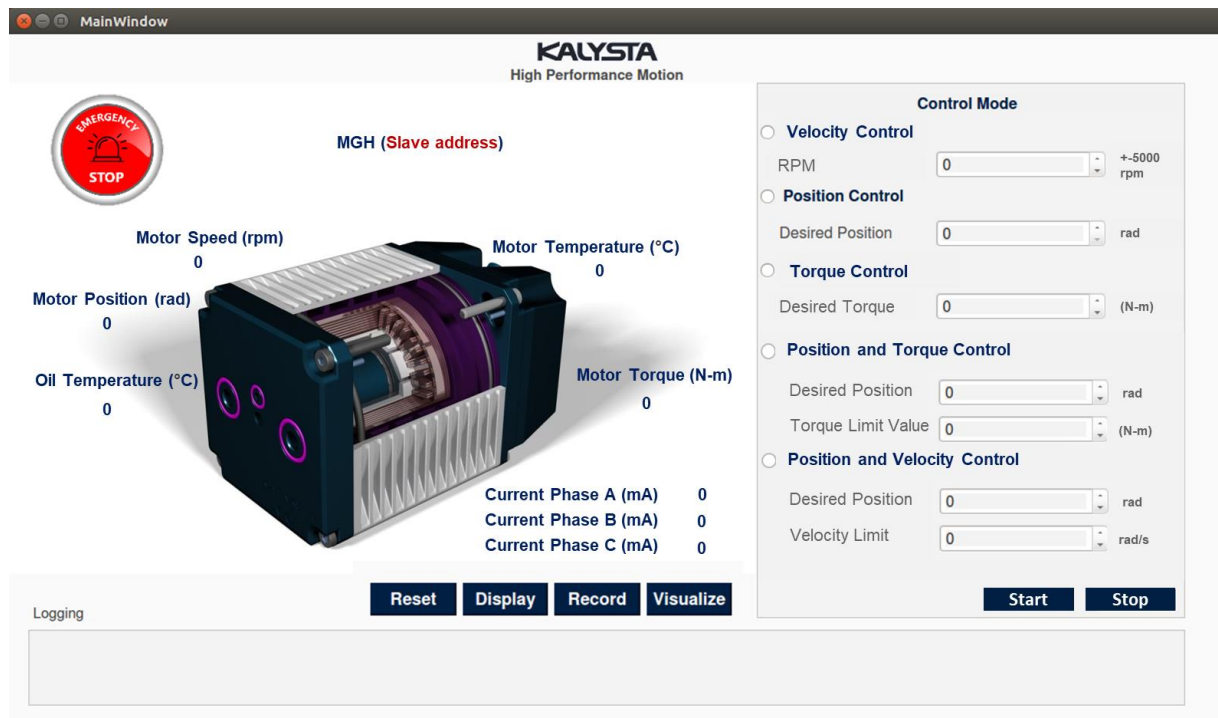 MainWindow
KALYSTA
High Performance Motion
EMERGENCY
STOP
MGH (Slave address)
Motor Speed (rpm)
0
Motor Position (rad)
0
Oil Temperature (°C)
0
Motor Temperature (°C)
0
Motor Torque (N-m)
0
Current Phase A (mA) 0
Current Phase B (mA) 0
Current Phase C (mA) 0
Reset Display Record Visualize
Control Mode
Velocity Control
RPM 0 +-5000
rpm
Position Control
Desired Position 0 rad
Torque Control
Desired Torque 0 (N-m)
Position and Torque Control
Desired Position 0 rad
Torque Limit Value 0 (N-m)
Position and Velocity Control
Desired Position 0 rad
Velocity Limit 0 rad/s
Start Stop
Logging